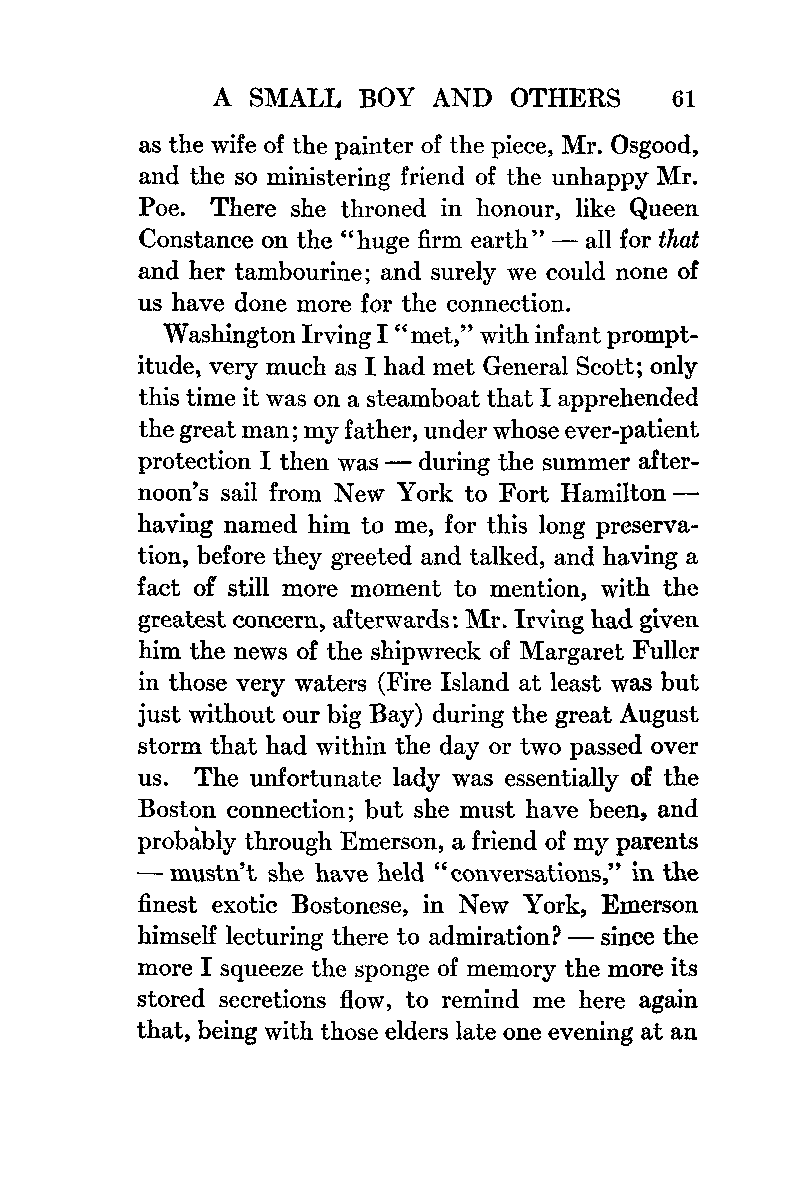 A SMALL BOY AND OTHERS 61
as the wife of the painter of the piece, Mr. Osgood,
and the so ministering friend of the unhappy Mr.
Poe. There she throned in honour, like Queen
Constance on the “huge firm earth” — all for that
and her tambourine; and surely we could none of
us have done more for the connection.
Washington Irving I “met,” with infant prompt-
itude, very much as I had met General Scott; only
this time it was on a steamboat that I apprehended
the great man; my father, under whose ever-patient
protection I then was — during the summer after-
noon’s sail from New York to Fort Hamilton —
having named him to me, for this long preserva-
tion, before they greeted and talked, and having a
fact of still more moment to mention, with the
greatest concern, afterwards: Mr. Irving had given
him the news of the shipwreck of Margaret Fuller
in those very waters (Fire Island at least was but
just without our big Bay) during the great August
storm that had within the day or two passed over
us. The unfortunate lady was essentially of the
Boston connection; but she must have been, and
probably through Emerson, a friend of my parents
— mustn’t she have held “conversations,” in the
finest exotic Bostonese, in New York, Emerson
himself lecturing there to admiration? — since the
more I squeeze the sponge of memory the more its
stored secretions flow, to remind me here again
that, being with those elders late one evening at an